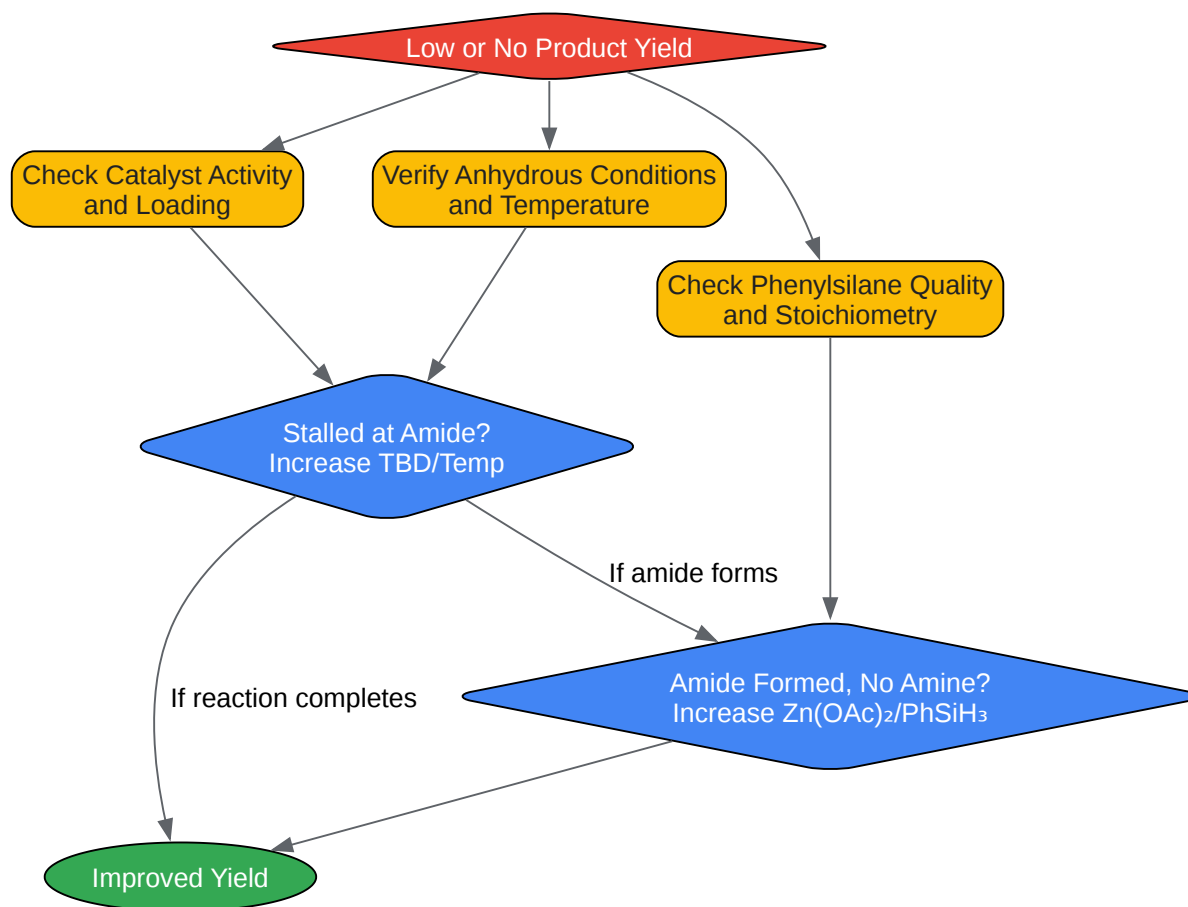 Low or No Product Yield
Check Catalyst Activity
and Loading
Verify Anhydrous Conditions
and Temperature
Check Phenylsilane Quality
and Stoichiometry
Stalled at Amide?
Increase TBD/Temp
If amide forms
If reaction completes
Amide Formed, No Amine?
Increase Zn(OAc)₂/PhSiH₃
Improved Yield